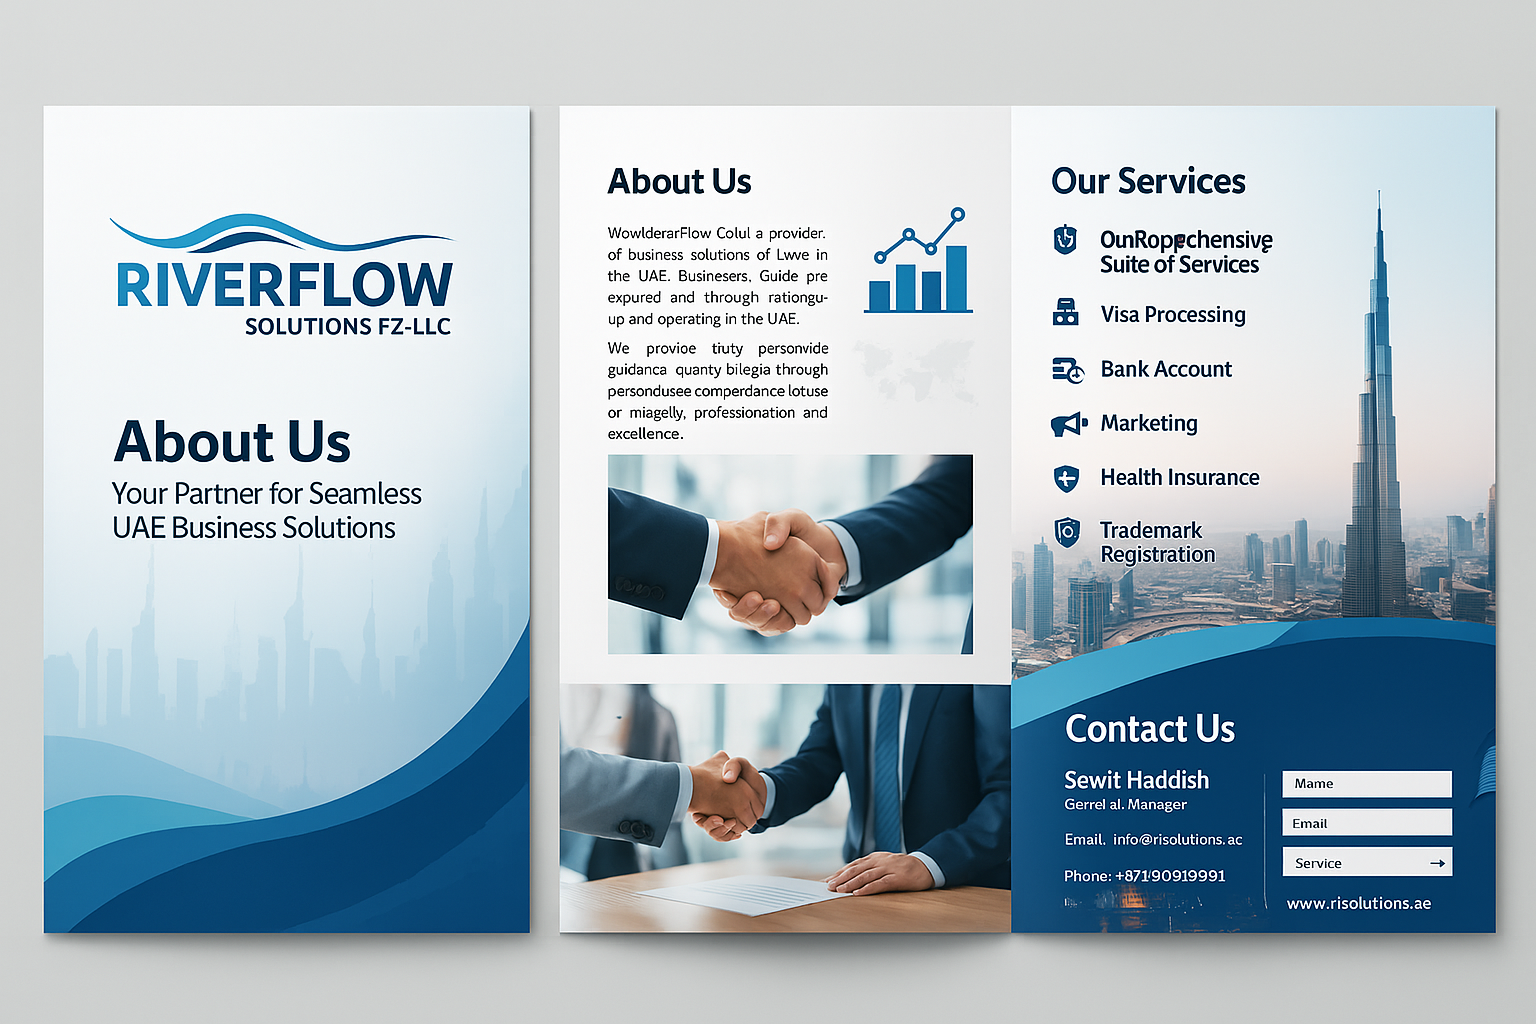 RIVERFLOW
SOLUTIONS FZ-LLC
About Us
Your Partner for Seamless
UAE Business Solutions
About Us
WowlderarFlow Colul a provider.
of business solutions of Lwve in
the UAE. Businesers, Guide pre
expured and through rationgu-
up and operating in the UAE.
We provioe tiuty personvide
guidanca quanty bilegia through
persondusee comperdance lotuse
or miagelly, professionation and
excellence.
Our Services
Suite of Services
Visa Processing
Bank Account
Marketing
Health Insurance
Trademark
Registration
Contact Us
Sewit Haddish
Gerrel al. Manager
Email. info@risolutions.ac
Phone: +871/90919991
Mame
Email
Service →
www.risolutions.ae